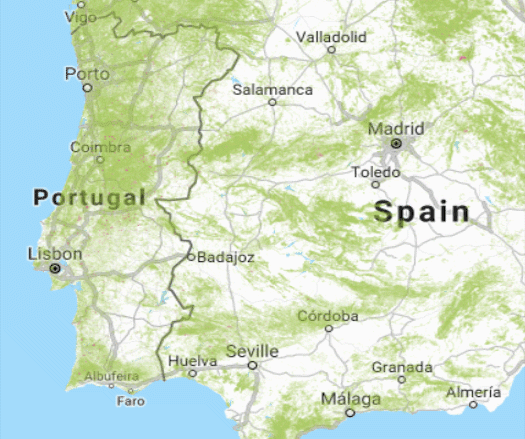 Vigo
Valladolid
Porto
Salamanca
Madrid
Coimbra
Toledo
Portugal
Spain
Lisbon
Badajoz
Córdoba
Seville
Huelva
Granada
Albufeira
Faro
Málaga
Almería